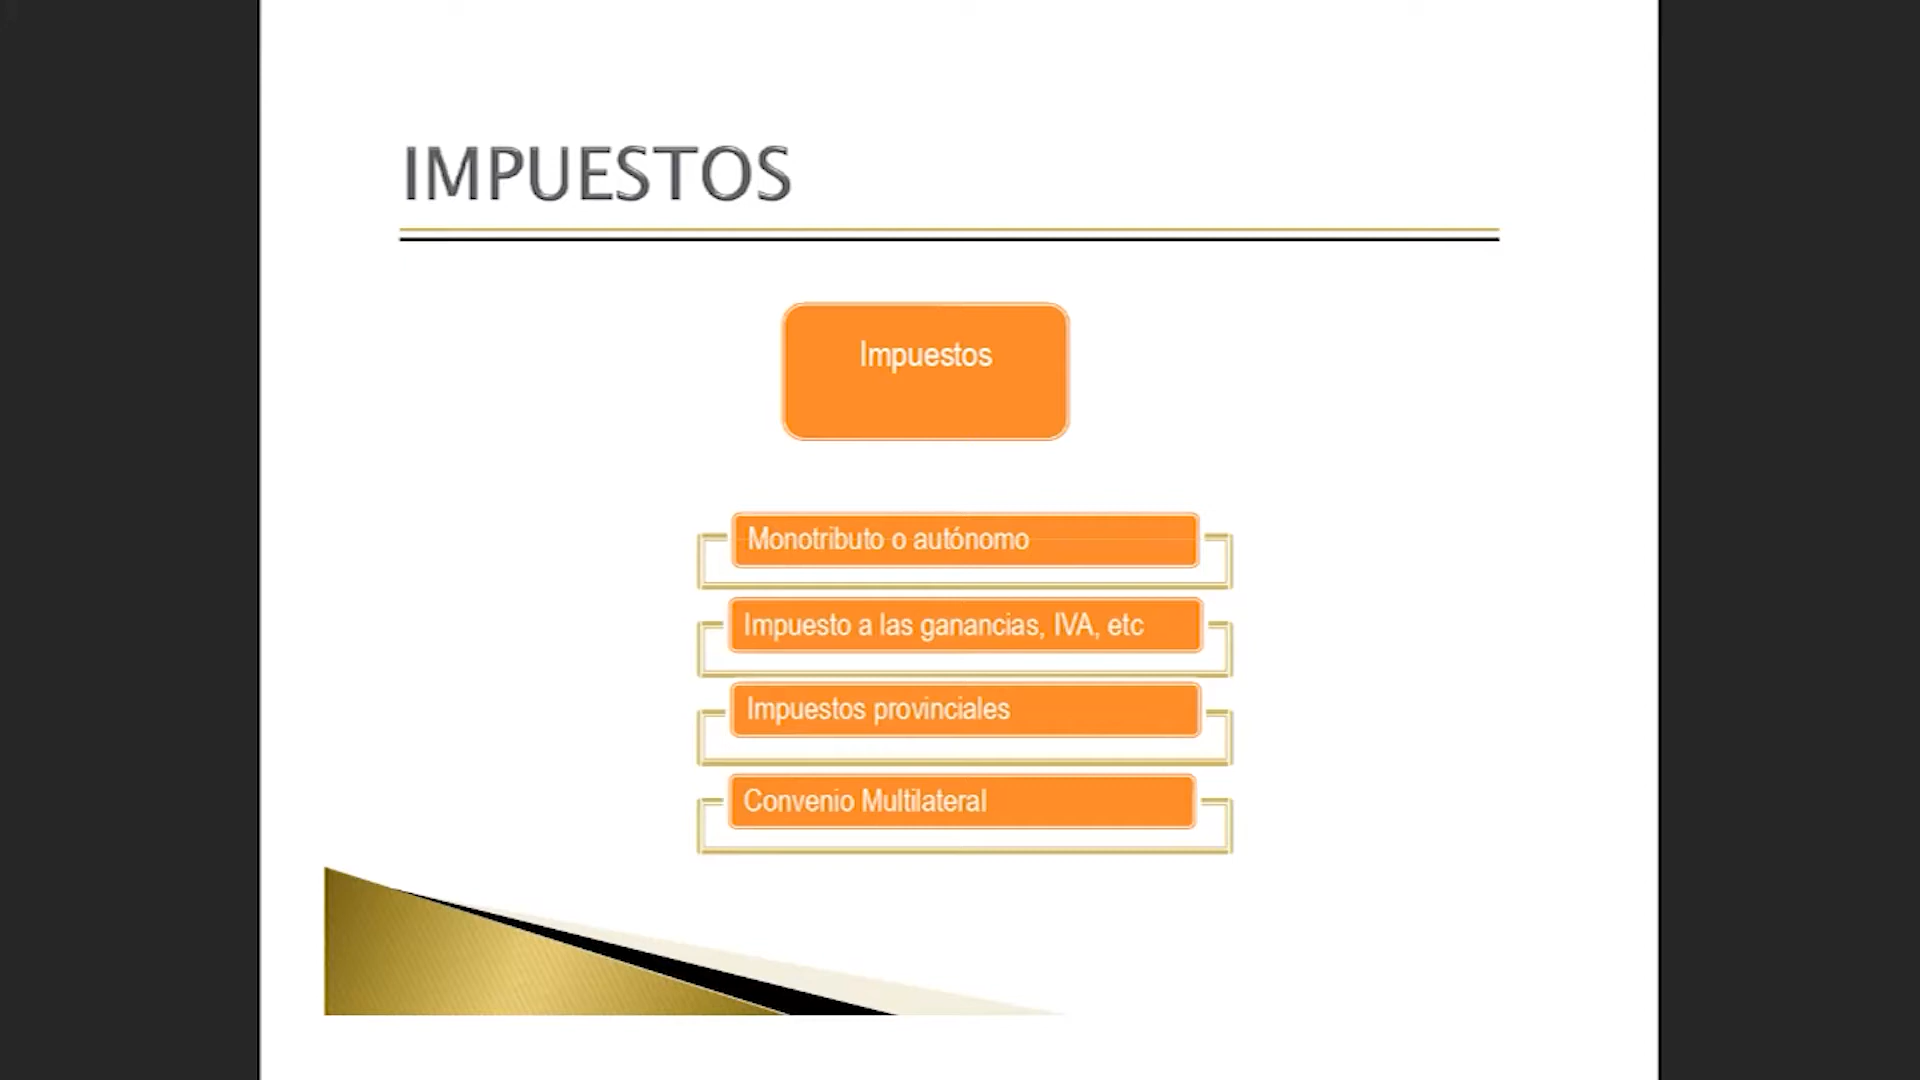 IMPUESTOS
Impuestos
Monotributo o autónomo
Impuesto a las ganancias, IVA, etc
Impuestos provinciales
Convenio Multilateral